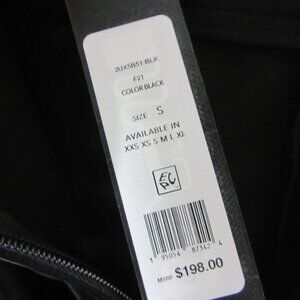 2UX5B51-BLK
F21
COLOR BLACK
SIZE S
AVAILABLE IN
XXS XS S M L XL
MSRP $198.00